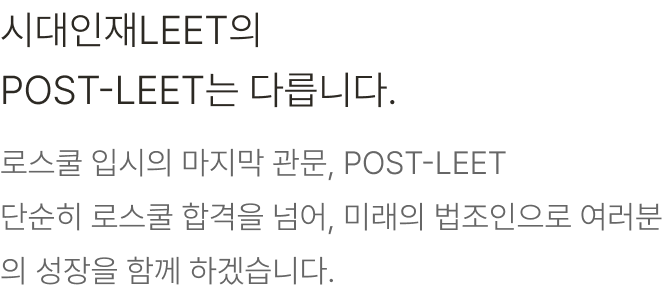 시대인재LEET의
POST-LEET는 다릅니다.
로스쿨 입시의 마지막 관문, POST-LEET
단순히 로스쿨 합격을 넘어, 미래의 법조인으로 여러분
의 성장을 함께 하겠습니다.